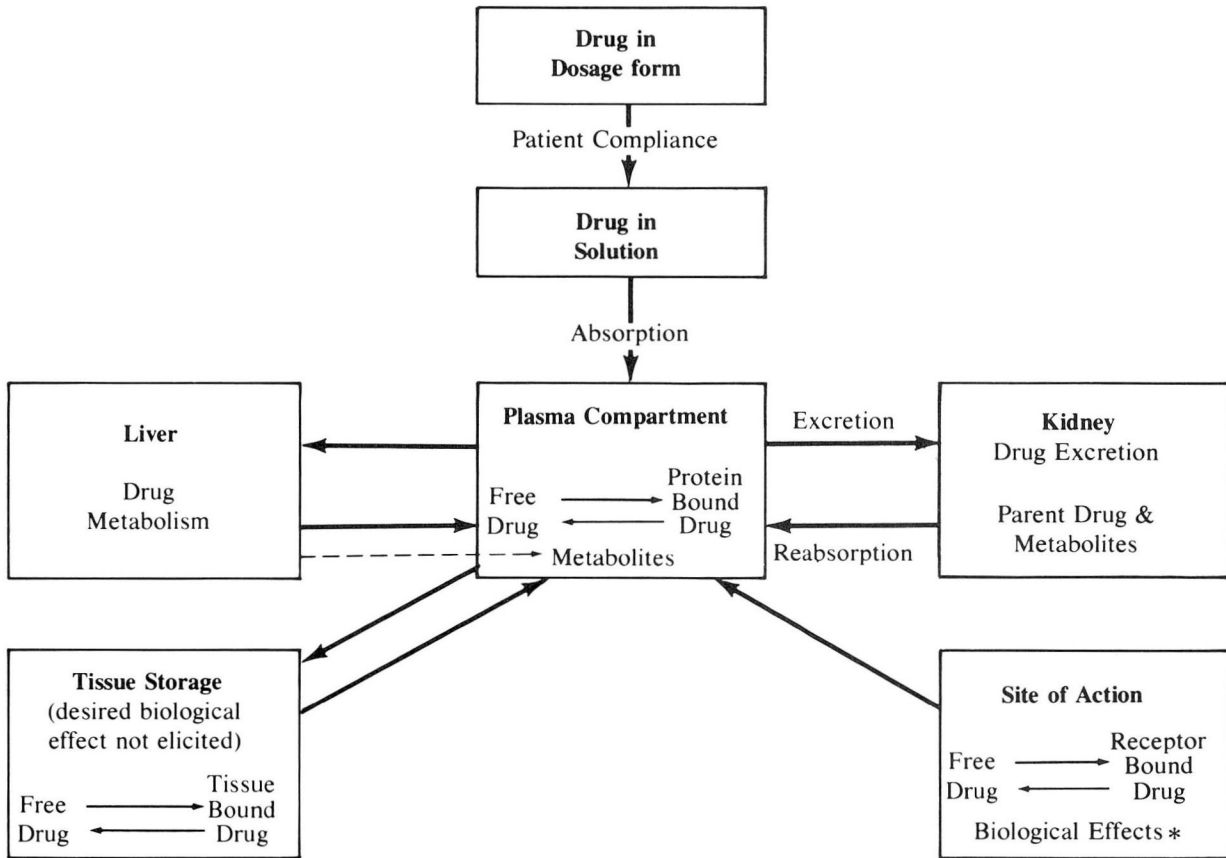 Drug in
Dosage form
Patient Compliance
Drug in
Solution
Absorption
Liver
Drug
Metabolism
Plasma Compartment
Free
Drug
Protein
Bound
Drug
Metabolites
Excretion
Reabsorption
Kidney
Drug Excretion
Parent Drug &
Metabolites
Tissue Storage
(desired biological
effect not elicited)
Free
Drug
Tissue
Bound
Drug
Site of Action
Free
Drug
Receptor
Bound
Drug
Biological Effects *